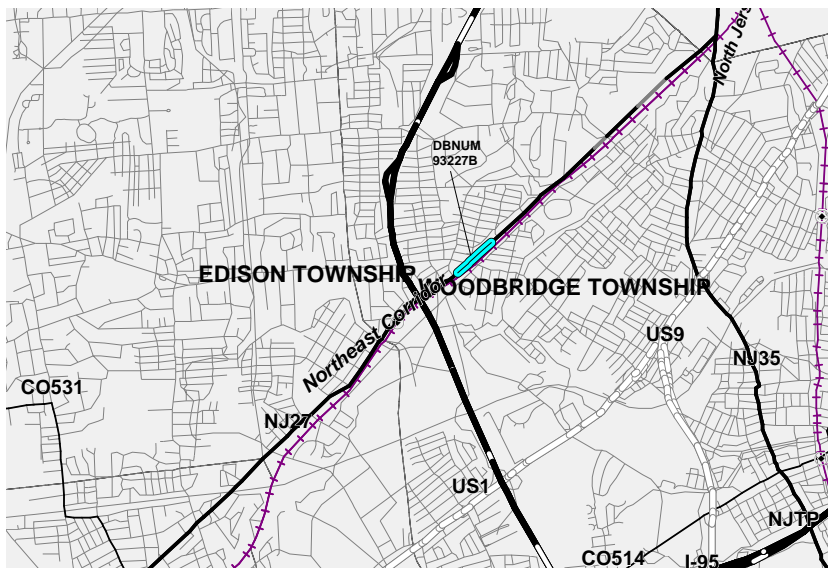 North Jers
DBNUM
93227B
EDISON TOWNSHIP
WOODBRIDGE TOWNSHIP
Northeast Corridor
US9
NJ35
CO531
NJ27
US1
NJTP
CO514
I-95